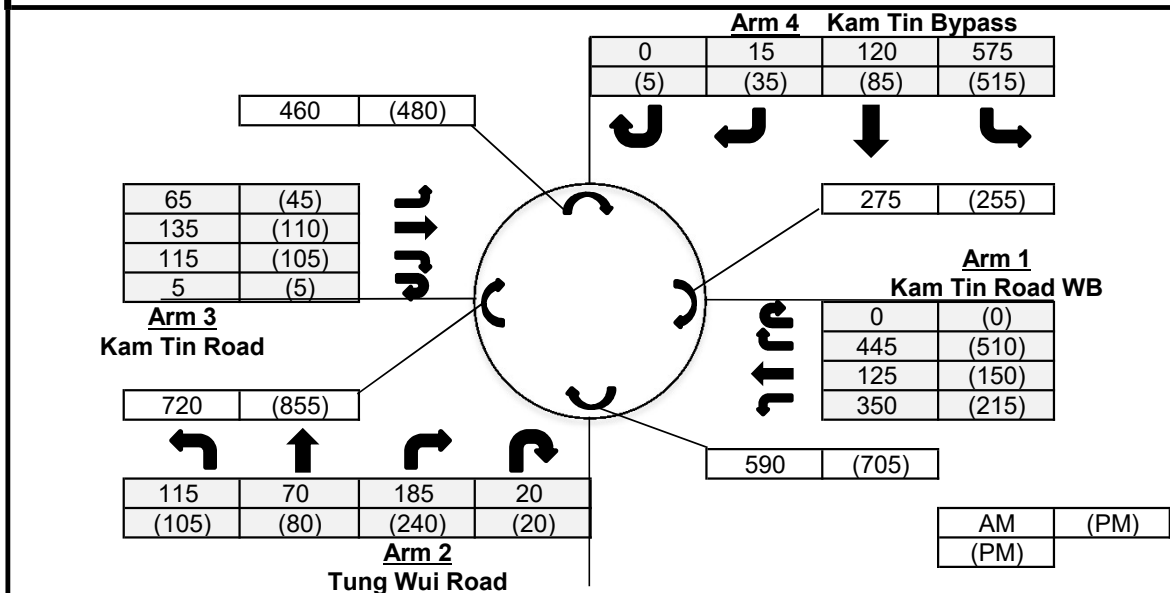 Arm 4 Kam Tin Bypass
0 15 120 575
(5) (35) (85) (515)
460 (480)
65 (45)
135 (110)
115 (105)
5 (5)
275 (255)
Arm 1
Kam Tin Road WB
0 (0)
445 (510)
125 (150)
350 (215)
Arm 3
Kam Tin Road
720 (855)
590 (705)
115 70 185 20
(105) (80) (240) (20)
Arm 2
Tung Wui Road
AM (PM)
(PM)